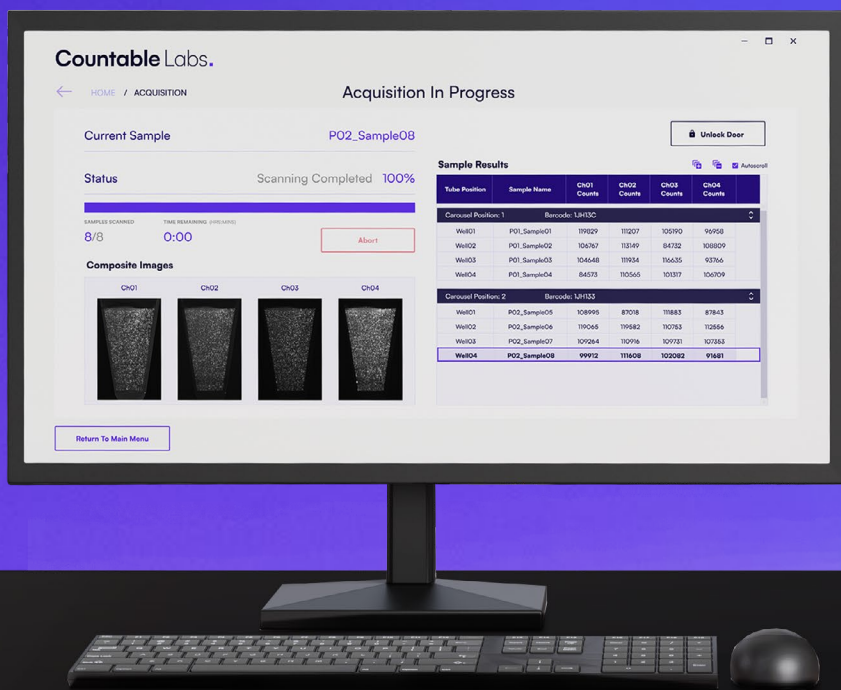 Countable Labs.
HOME / ACQUISITION
Acquisition In Progress
Current Sample P02_Sample08
Status Scanning Completed 100%
SAMPLES SCANNED TIME REMAINING
8/8 0:00
Abort
Composite Images
Ch01 Ch02 Ch03 Ch04
Return To Main Menu
Unlock Door
Sample Results
Autoscroll
Tube Position Sample Name Ch01 Counts Ch02 Counts Ch03 Counts Ch04 Counts
Carousel Position: 1 Barcode: 1JH13C
Well01 P01_Sample01 119829 111207 105190 96958
Well02 P01_Sample02 106767 113149 84732 108809
Well03 P01_Sample03 104648 111934 116635 93766
Well04 P01_Sample04 84573 110565 101317 106709
Carousel Position: 2 Barcode: 1JH133
Well01 P02_Sample05 108995 87018 111883 87843
Well02 P02_Sample06 119065 119582 110753 112556
Well03 P02_Sample07 109264 110916 109731 107353
Well04 P02_Sample08 99912 111608 102082 91681